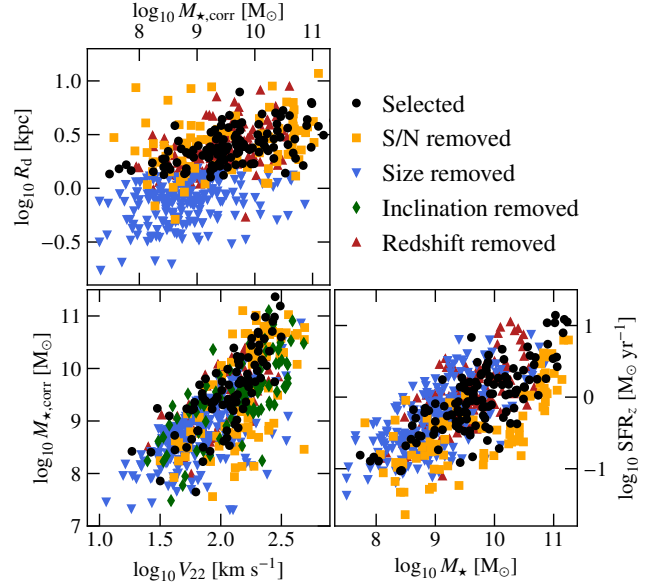 log₁₀ M⋆,corr [M⊙]
8 9 10 11
1.0
0.5
0.0
−0.5
log₁₀ R_d [kpc]
Selected
S/N removed
Size removed
Inclination removed
Redshift removed
11
10
9
8
7
log₁₀ M⋆,corr [M⊙]
1.0 1.5 2.0 2.5
log₁₀ V₂₂ [km s⁻¹]
1
0
−1
log₁₀ SFR_z [M⊙ yr⁻¹]
8 9 10 11
log₁₀ M⋆ [M⊙]